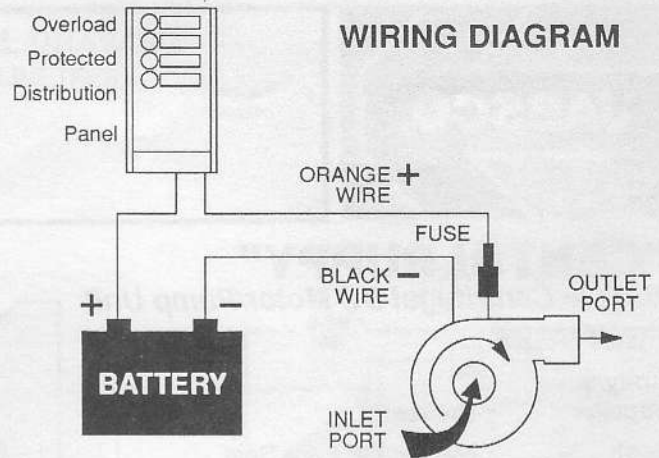 WIRING DIAGRAM
Overload
Protected
Distribution
Panel
ORANGE +
WIRE
FUSE
BLACK −
WIRE
OUTLET
PORT
+ −
BATTERY
INLET
PORT